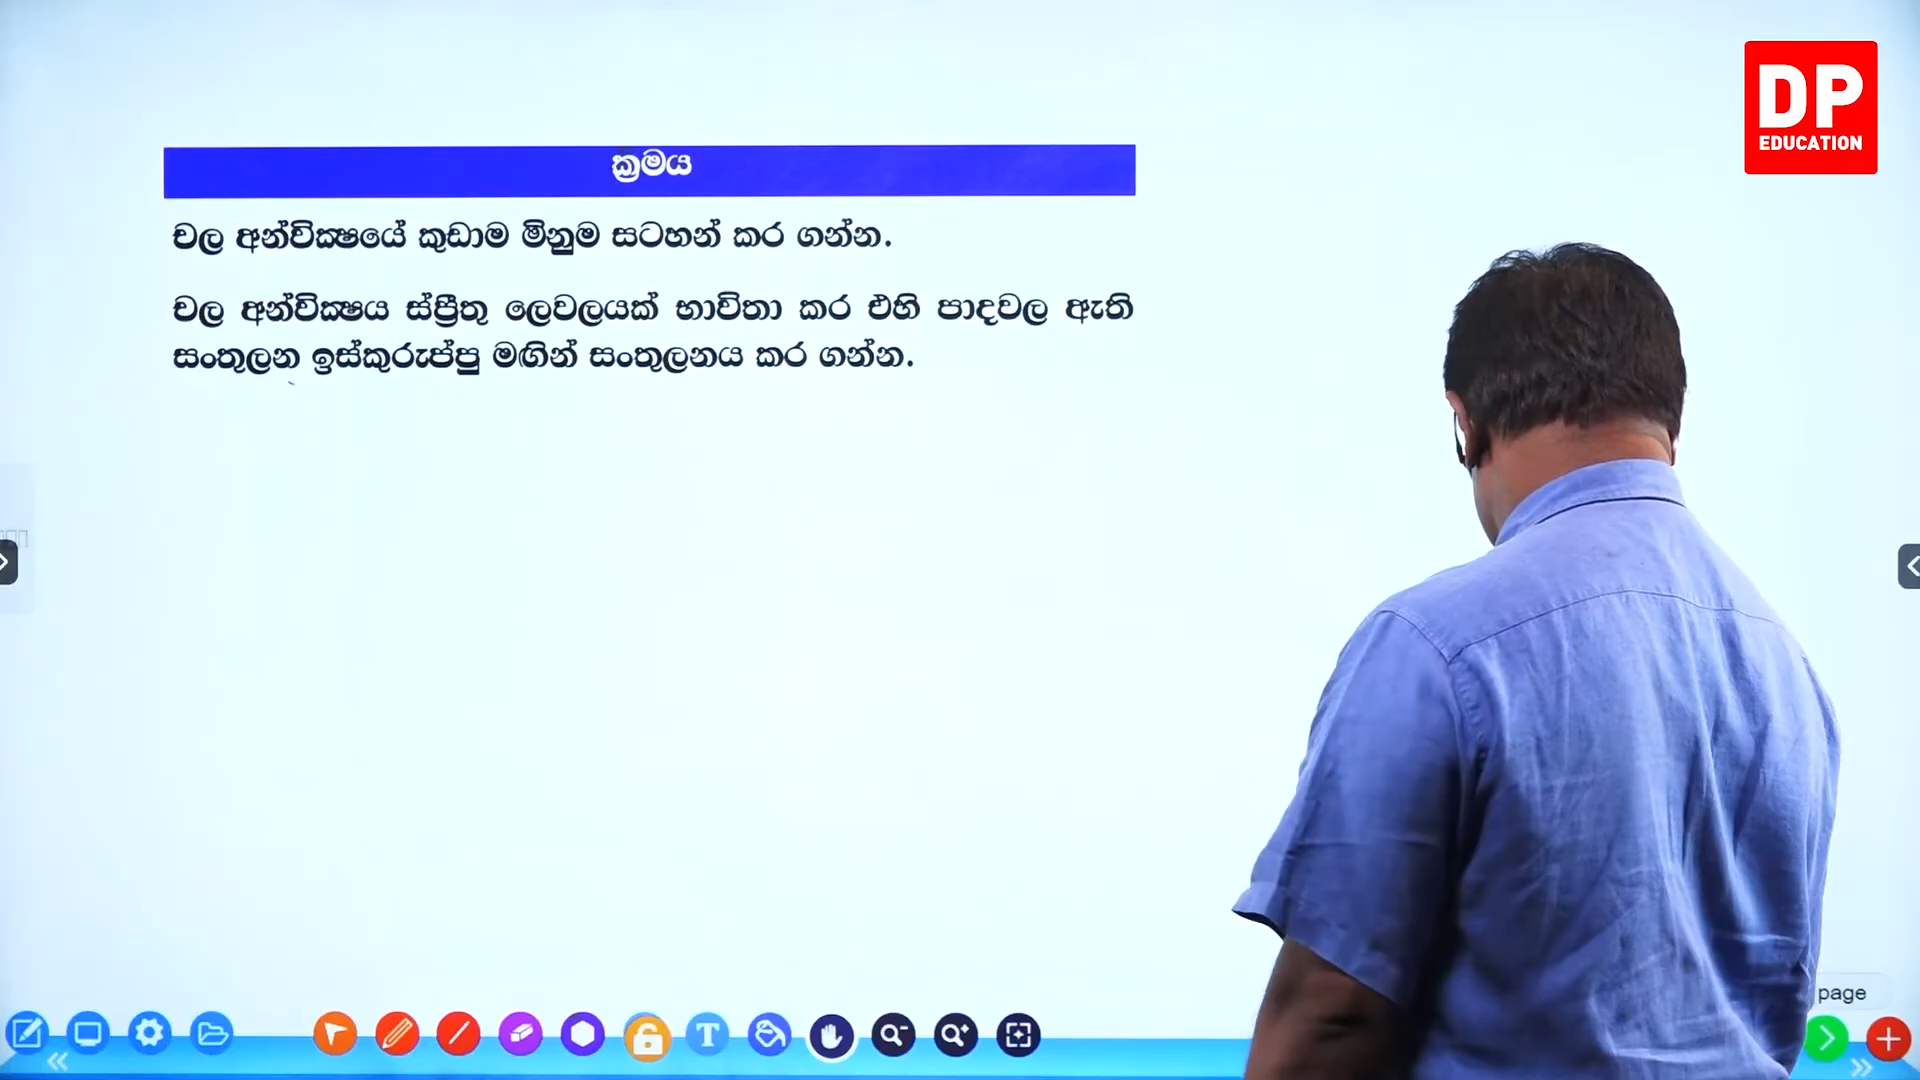 DP
EDUCATION
ක්‍රමය
චල අන්වීක්ෂයේ කුඩාම මිනුම සටහන් කර ගන්න.
චල අන්වීක්ෂය ස්ප්‍රීතු ලෙවලයක් භාවිතා කර එහි පාදවල ඇති
සංතුලන ඉස්කුරුප්පු මඟින් සංතුලනය කර ගන්න.
page